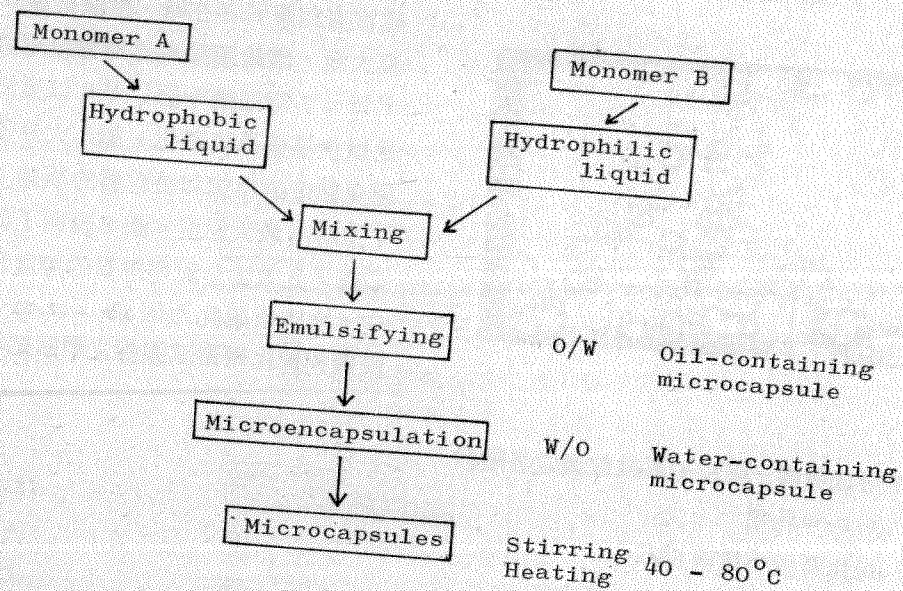 Monomer A
Monomer B
Hydrophobic
liquid
Hydrophilic
liquid
Mixing
Emulsifying
O/W Oil-containing
microcapsule
Microencapsulation
W/O Water-containing
microcapsule
Microcapsules
Stirring 40 - 80°C
Heating